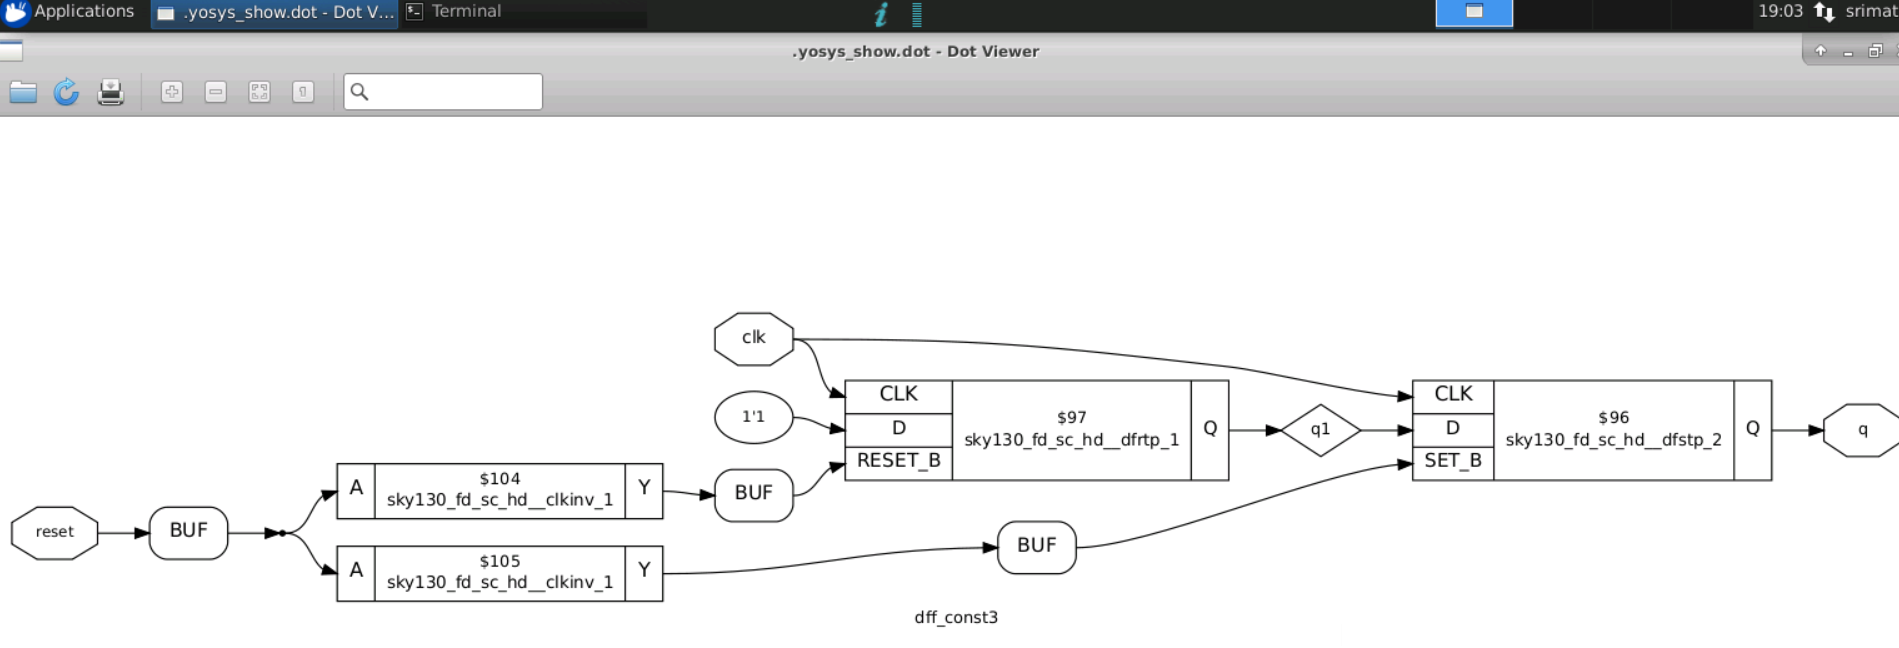 Applications
.yosys_show.dot - Dot V...
Terminal
19:03
srimat
.yosys_show.dot - Dot Viewer
clk
CLK
D
RESET_B
$97
sky130_fd_sc_hd__dfrtp_1
Q
1'1
q1
CLK
D
SET_B
$96
sky130_fd_sc_hd__dfstp_2
Q
q
A
$104
sky130_fd_sc_hd__clkinv_1
Y
BUF
reset
BUF
A
$105
sky130_fd_sc_hd__clkinv_1
Y
BUF
dff_const3